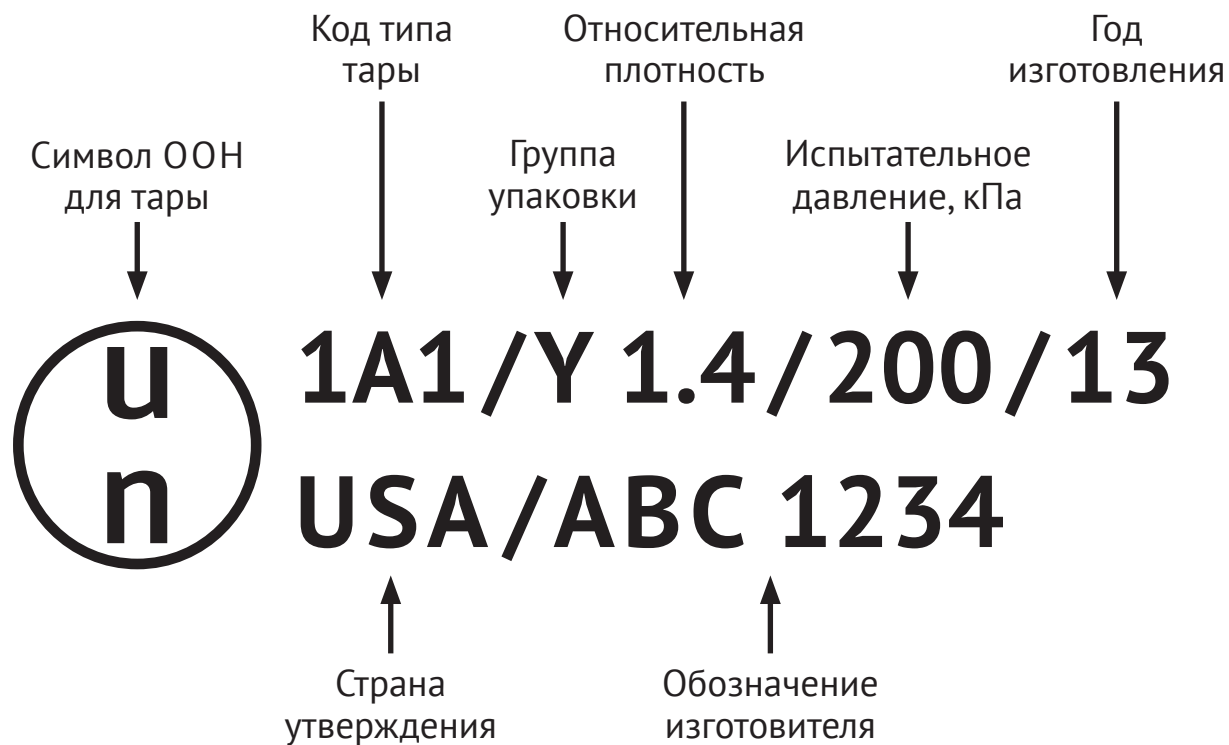 Код типа
тары
Относительная
плотность
Год
изготовления
Символ ООН
для тары
Группа
упаковки
Испытательное
давление, кПа
u
n
1A1/Y 1.4/200/13
USA/ABC 1234
Страна
утверждения
Обозначение
изготовителя